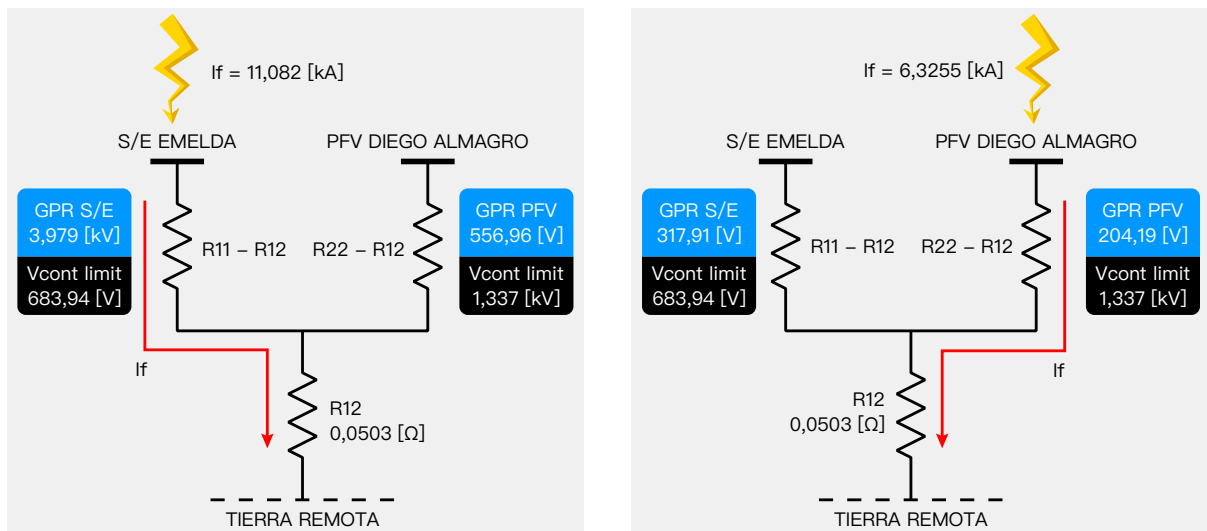 If = 11,082 [kA]
S/E EMELDA
PFV DIEGO ALMAGRO
GPR S/E
3,979 [kV]
Vcont limit
683,94 [V]
R11 – R12
R22 – R12
GPR PFV
556,96 [V]
Vcont limit
1,337 [kV]
If
R12
0,0503 [Ω]
TIERRA REMOTA
If = 6,3255 [kA]
S/E EMELDA
PFV DIEGO ALMAGRO
GPR S/E
317,91 [V]
Vcont limit
683,94 [V]
R11 – R12
R22 – R12
GPR PFV
204,19 [V]
Vcont limit
1,337 [kV]
If
R12
0,0503 [Ω]
TIERRA REMOTA